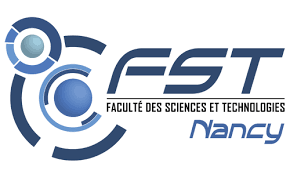 FST
FACULTÉ DES SCIENCES ET TECHNOLOGIES
Nancy